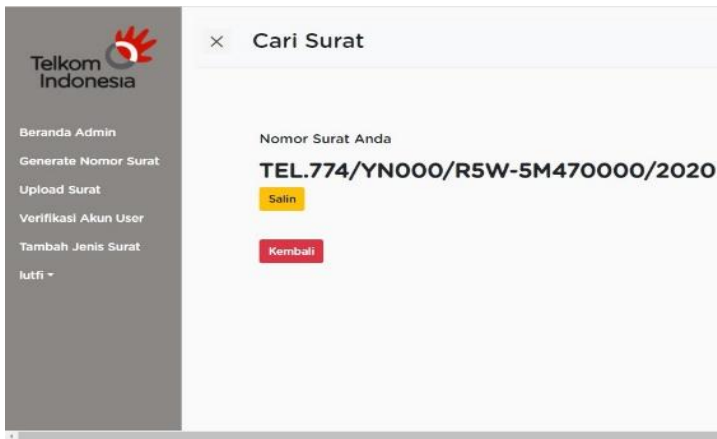 Telkom
Indonesia
Beranda Admin
Generate Nomor Surat
Upload Surat
Verifikasi Akun User
Tambah Jenis Surat
lutfi
× Cari Surat
Nomor Surat Anda
TEL.774/YN000/R5W-5M470000/2020
Salin
Kembali